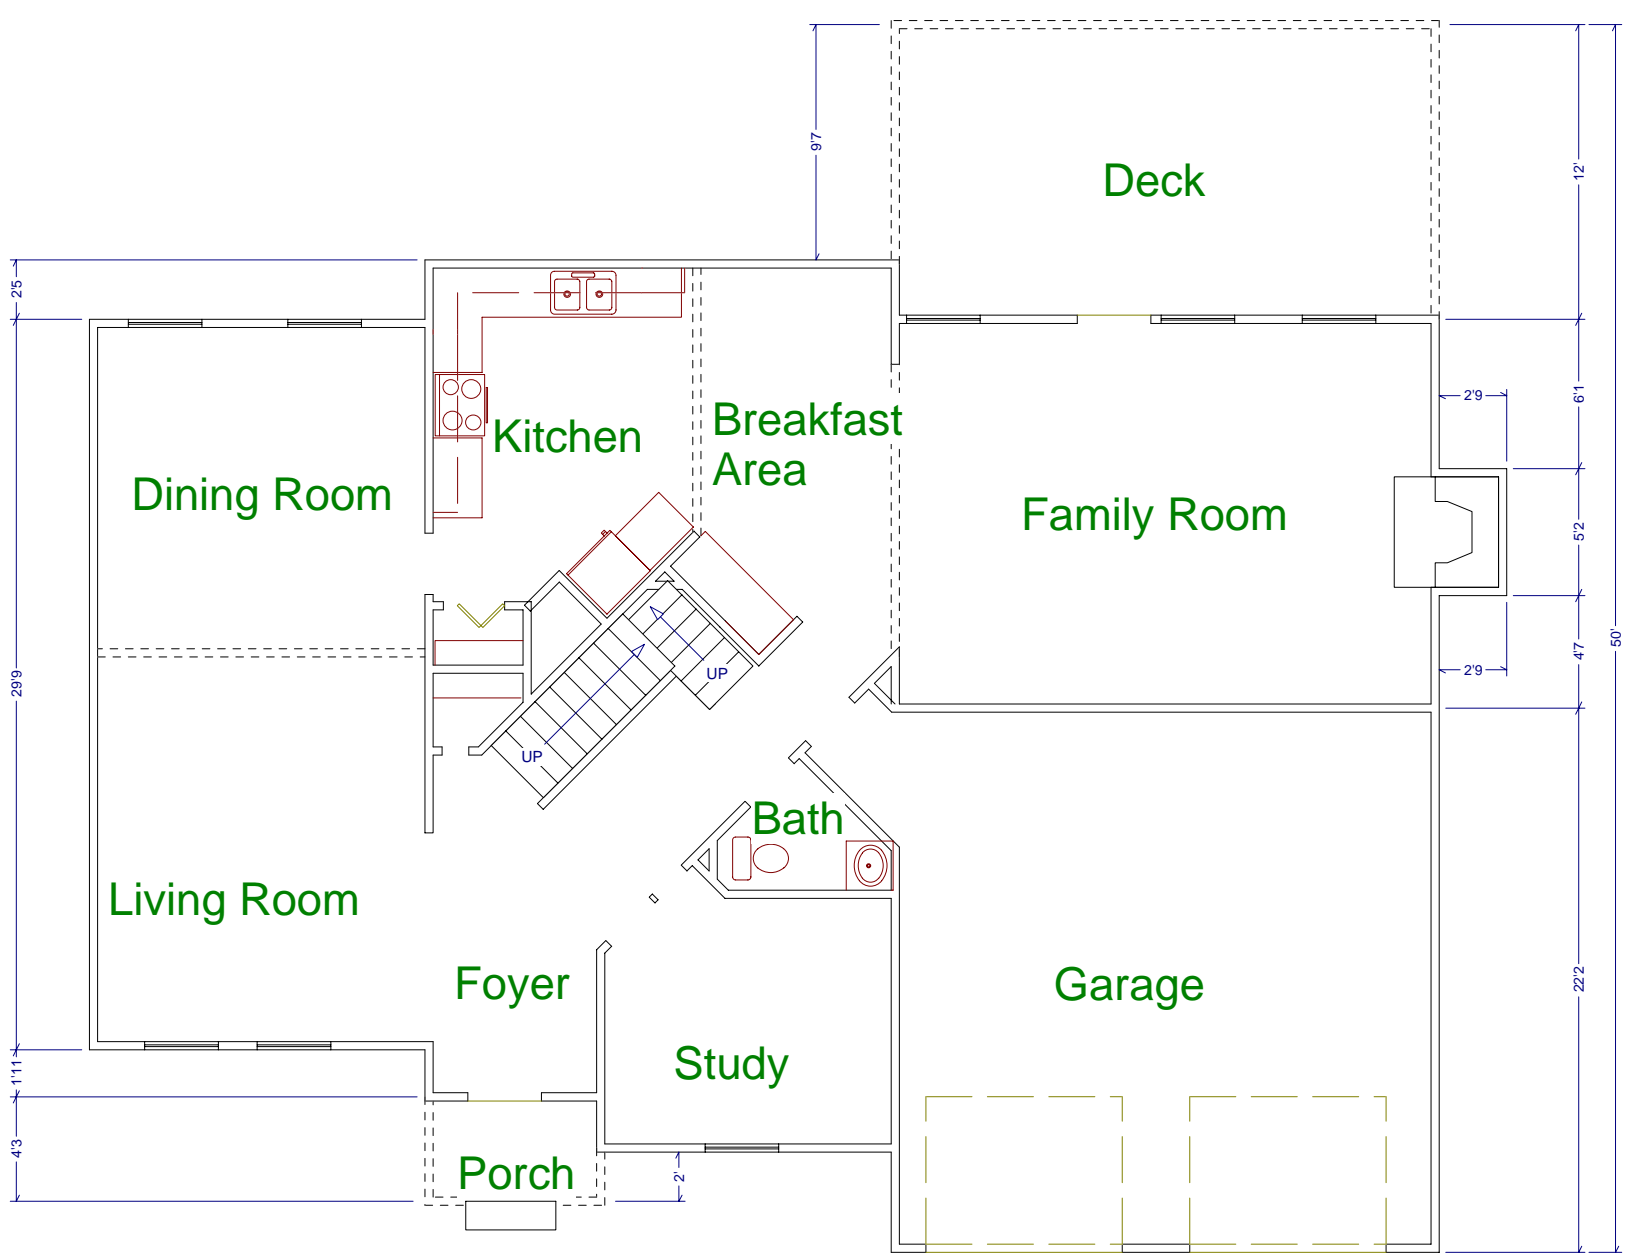 9'7
12'
Deck
2'5
6'1
2'9
Breakfast
Area
Kitchen
Dining Room
Family Room
5'2
50'
4'7
2'9
29'9
UP
UP
Bath
Living Room
Foyer
Garage
22'2
Study
1'11
4'3
Porch
2'